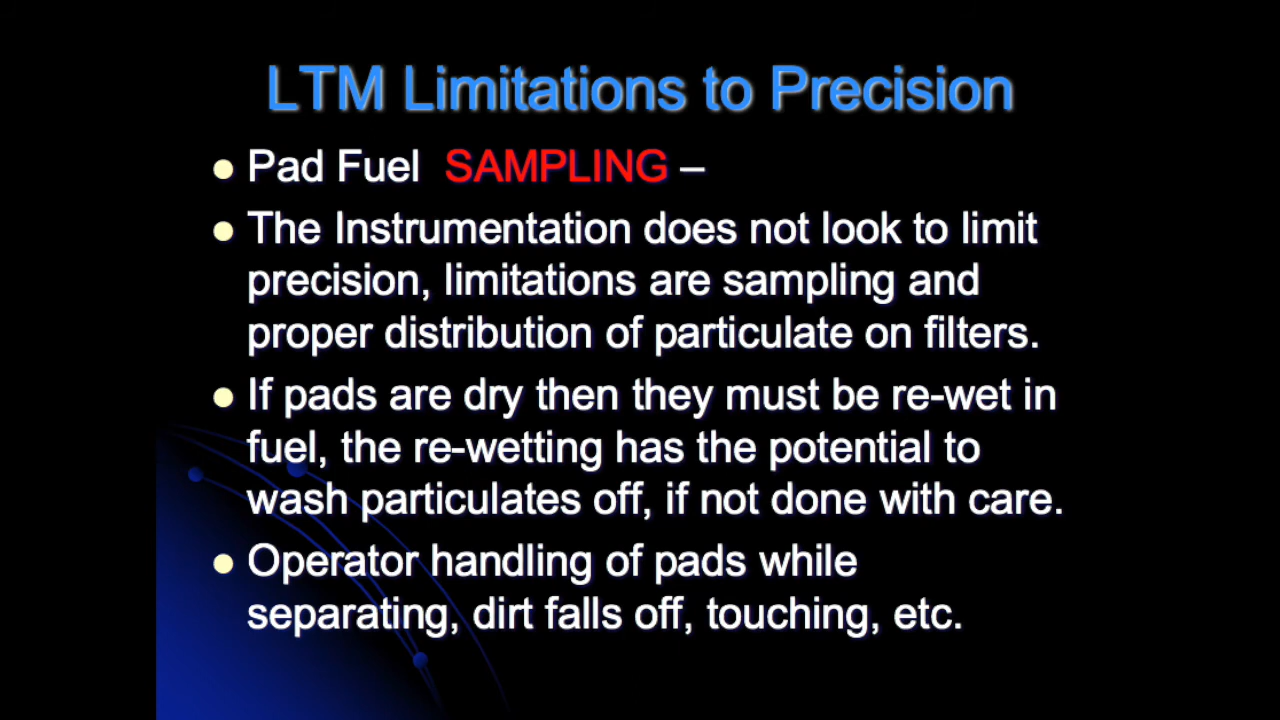 LTM Limitations to Precision
Pad Fuel SAMPLING –
The Instrumentation does not look to limit
precision, limitations are sampling and
proper distribution of particulate on filters.
If pads are dry then they must be re-wet in
fuel, the re-wetting has the potential to
wash particulates off, if not done with care.
Operator handling of pads while
separating, dirt falls off, touching, etc.